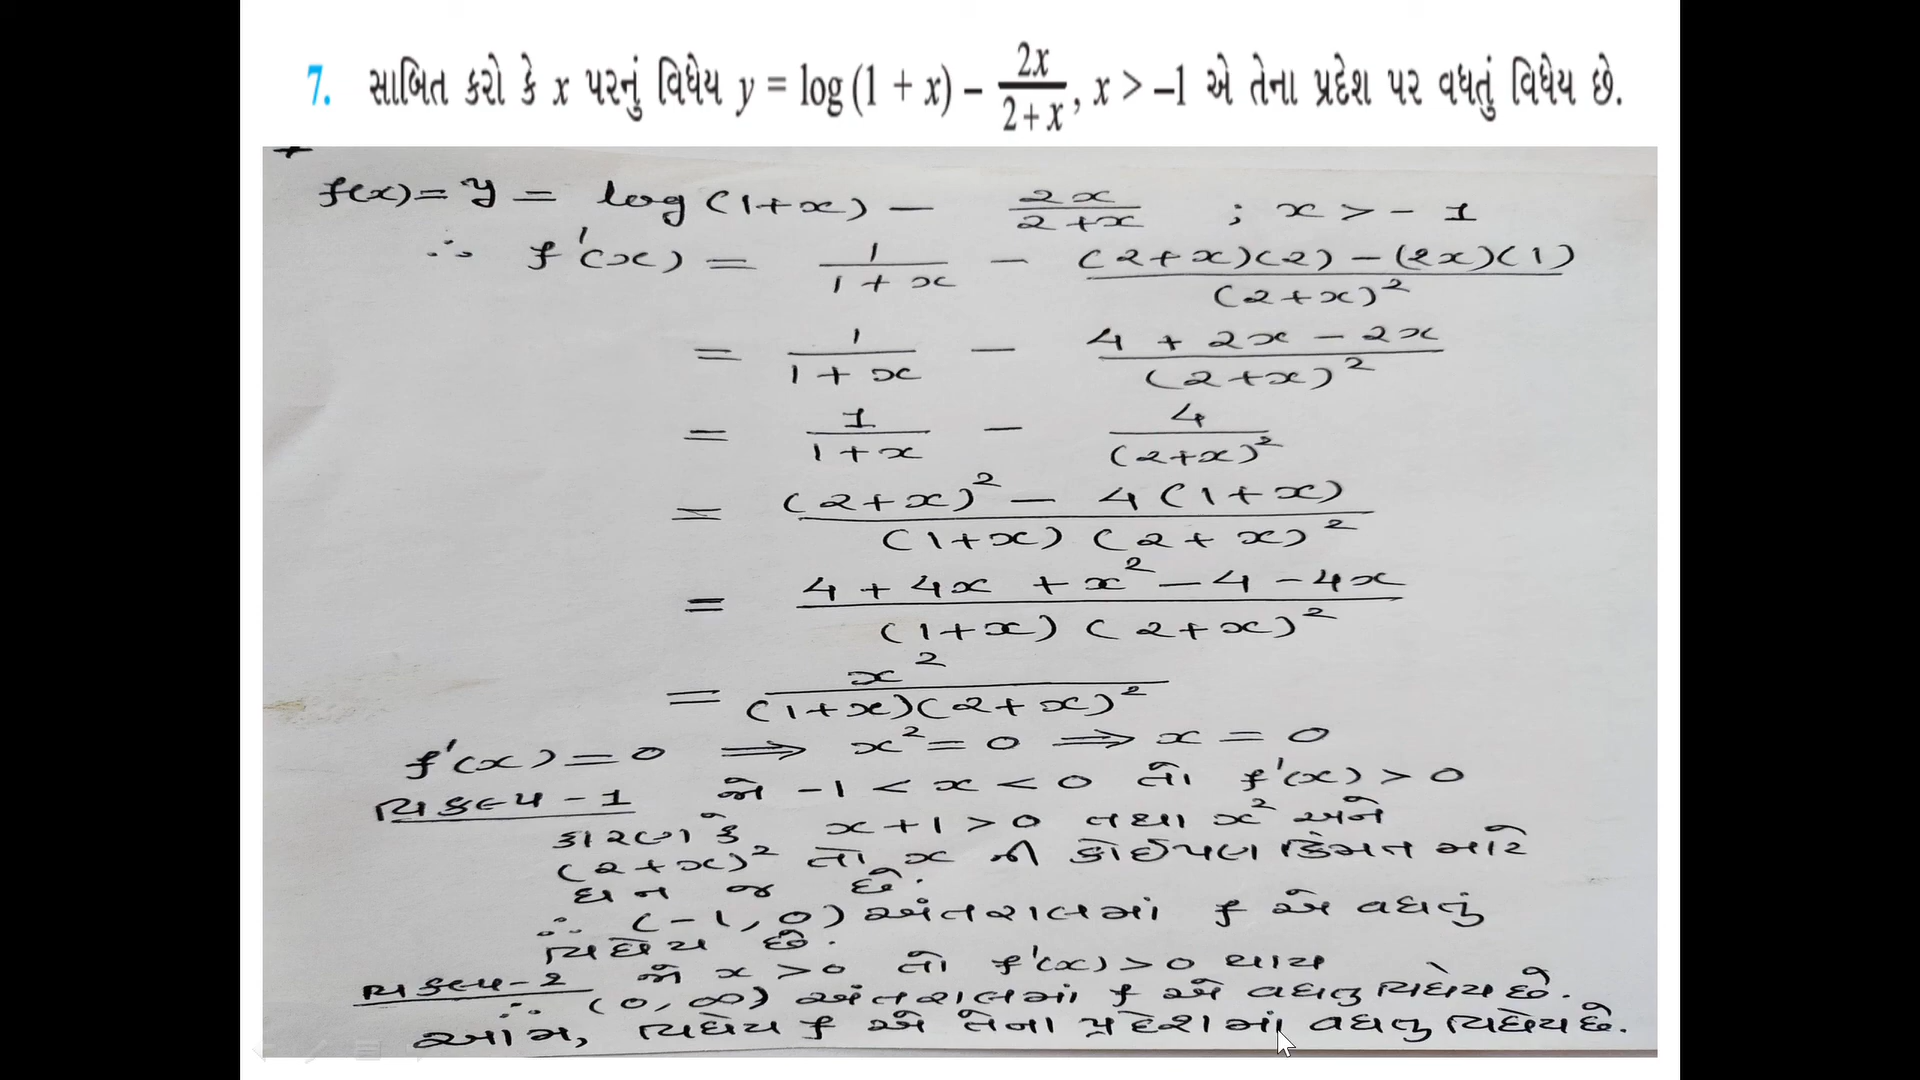 7. સાબિત કરો કે x પરનું વિધેય y = log (1 + x) – 2x/(2+x), x > –1 એ તેના પ્રદેશ પર વધતું વિધેય છે.
f(x) = y = log (1+x) – 2x/(2+x) ; x > - 1
∴ f'(x) = 1/(1+x) – ((2+x)(2) – (2x)(1))/(2+x)²
= 1/(1+x) – (4 + 2x – 2x)/(2+x)²
= 1/(1+x) – 4/(2+x)²
= ((2+x)² – 4(1+x))/((1+x)(2+x)²)
= (4 + 4x + x² – 4 – 4x)/((1+x)(2+x)²)
= x²/((1+x)(2+x)²)
f'(x) = 0 ⟹ x² = 0 ⟹ x = 0
વિકલ્પ - 1 જો -1 < x < 0 તો f'(x) > 0
કારણ કે x+1 > 0 તથા x² અને
(2+x)² તો x ની કોઈપણ કિંમત માટે
ધન જ છે.
∴ (-1, 0) અંતરાલમાં f એ વધતું
વિધેય છે.
વિકલ્પ - 2 જો x > 0 તો f'(x) > 0 થાય
∴ (0, ∞) અંતરાલમાં f એ વધતુ વિધેય છે.
આમ, વિધેય f એ તેના પ્રદેશમાં વધતુ વિધેય છે.